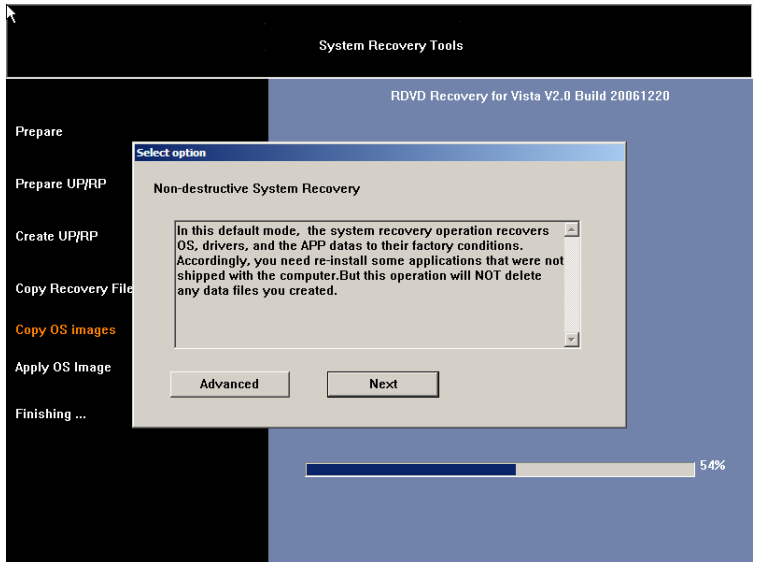 System Recovery Tools
RDVD Recovery for Vista V2.0 Build 20061220
Prepare
Prepare UP/RP
Create UP/RP
Copy Recovery File
Copy OS images
Apply OS Image
Finishing ...
Select option
Non-destructive System Recovery
In this default mode, the system recovery operation recovers
OS, drivers, and the APP datas to their factory conditions.
Accordingly, you need re-install some applications that were not
shipped with the computer.But this operation will NOT delete
any data files you created.
Advanced
Next
54%